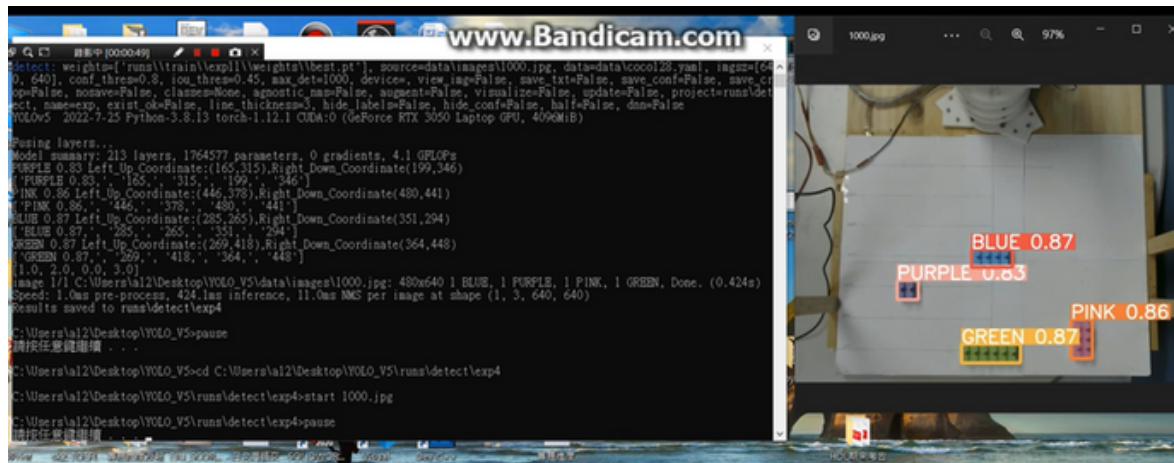 www.Bandicam.com
錄影中 [00:00:49]
1000.jpg
97%
detect: weights=['runs\\train\\exp11\\weights\\best.pt'], source=data\images\1000.jpg, data=data\coco128.yaml, imgsz=[64
0, 640], conf_thres=0.8, iou_thres=0.45, max_det=1000, device=, view_img=False, save_txt=False, save_conf=False, save_cr
op=False, nosave=False, classes=None, agnostic_nms=False, augment=False, visualize=False, update=False, project=runs\det
ect, name=exp, exist_ok=False, line_thickness=3, hide_labels=False, hide_conf=False, half=False, dnn=False
YOLOv5  2022-7-25 Python-3.8.13 torch-1.12.1 CUDA:0 (GeForce RTX 3050 Laptop GPU, 4096MiB)
Fusing layers...
Model summary: 213 layers, 1764577 parameters, 0 gradients, 4.1 GFLOPs
PURPLE 0.83 Left_Up_Coordinate:(165,315),Right_Down_Coordinate(199,346)
['PURPLE 0.83,', '165,', '315,', '199,', '346']
PINK 0.86 Left_Up_Coordinate:(446,378),Right_Down_Coordinate(480,441)
['PINK 0.86,', '446,', '378,', '480,', '441']
BLUE 0.87 Left_Up_Coordinate:(285,265),Right_Down_Coordinate(351,294)
['BLUE 0.87,', '285,', '265,', '351,', '294']
GREEN 0.87 Left_Up_Coordinate:(269,418),Right_Down_Coordinate(364,448)
['GREEN 0.87,', '269,', '418,', '364,', '448']
[1.0, 2.0, 0.0, 3.0]
image 1/1 C:\Users\a12\Desktop\YOLO_V5\data\images\1000.jpg: 480x640 1 BLUE, 1 PURPLE, 1 PINK, 1 GREEN, Done. (0.424s)
Speed: 1.0ms pre-process, 424.1ms inference, 11.0ms NMS per image at shape (1, 3, 640, 640)
Results saved to runs\detect\exp4
C:\Users\a12\Desktop\YOLO_V5>pause
請按任意鍵繼續 . . .
C:\Users\a12\Desktop\YOLO_V5>cd C:\Users\a12\Desktop\YOLO_V5\runs\detect\exp4
C:\Users\a12\Desktop\YOLO_V5\runs\detect\exp4>start 1000.jpg
C:\Users\a12\Desktop\YOLO_V5\runs\detect\exp4>pause
請按任意鍵繼續 . . .
BLUE 0.87
PURPLE 0.83
PINK 0.86
GREEN 0.87